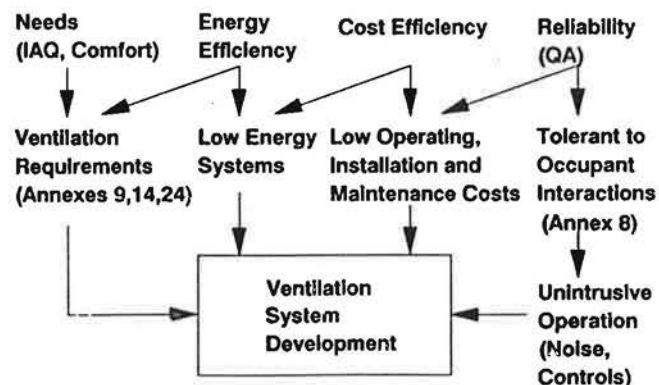 Needs
(IAQ, Comfort)
Energy
Efficiency
Cost Efficiency
Reliability
(QA)
Ventilation
Requirements
(Annexes 9,14,24)
Low Energy
Systems
Low Operating,
Installation and
Maintenance Costs
Tolerant to
Occupant
Interactions
(Annex 8)
Ventilation
System
Development
Unintrusive
Operation
(Noise,
Controls)